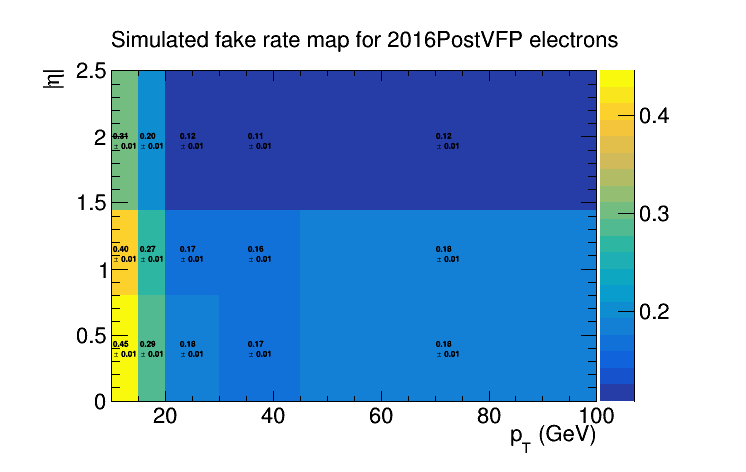 Simulated fake rate map for 2016PostVFP electrons
|η|
2.5
2
1.5
1
0.5
0
0.31 0.20 0.12 0.11 0.12
± 0.01 ± 0.01 ± 0.01 ± 0.01 ± 0.01
0.40 0.27 0.17 0.16 0.18
± 0.01 ± 0.01 ± 0.01 ± 0.01 ± 0.01
0.45 0.29 0.18 0.17 0.18
± 0.01 ± 0.01 ± 0.01 ± 0.01 ± 0.01
20 40 60 80 100
p_T (GeV)
0.4
0.3
0.2